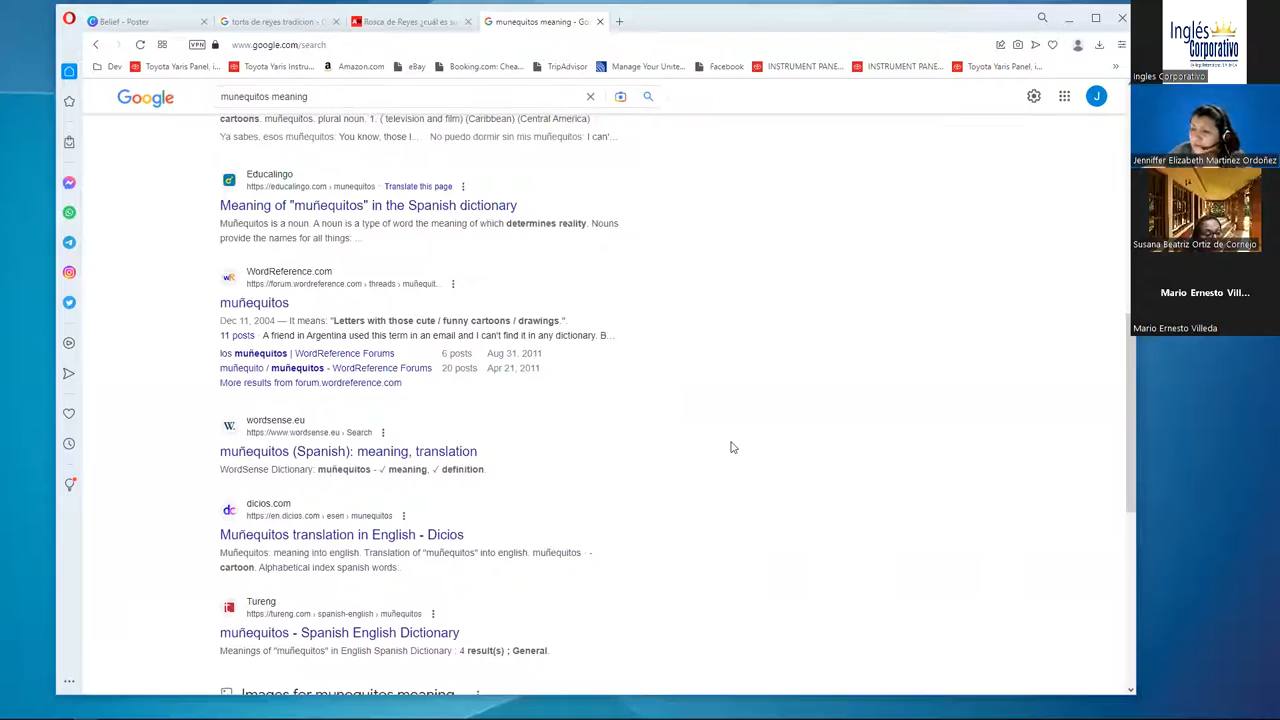 Belief - Poster
torta de reyes tradicion - G
Rosca de Reyes ¿cuál es su
munequitos meaning - Go
VPN
www.google.com/search
Dev
Toyota Yaris Panel, i...
Toyota Yaris Instru...
Amazon.com
eBay
Booking.com: Chea...
TripAdvisor
Manage Your Unite...
Facebook
INSTRUMENT PANE...
INSTRUMENT PANE...
Toyota Yaris Panel, i...
Google
munequitos meaning
J
cartoons. muñequitos. plural noun. 1. ( television and film) (Caribbean) (Central America)
Ya sabes, esos muñequitos: You know, those l... No puedo dormir sin mis muñequitos: I can'...
Educalingo
https://educalingo.com › munequitos · Translate this page
Meaning of "muñequitos" in the Spanish dictionary
Muñequitos is a noun. A noun is a type of word the meaning of which determines reality. Nouns
provide the names for all things: ...
WordReference.com
https://forum.wordreference.com › threads › muñequit...
muñequitos
Dec 11, 2004 — It means: "Letters with those cute / funny cartoons / drawings.".
11 posts · A friend in Argentina used this term in an email and I can't find it in any dictionary. B...
los muñequitos | WordReference Forums 6 posts Aug 31, 2011
muñequito / muñequitos - WordReference Forums 20 posts Apr 21, 2011
More results from forum.wordreference.com
W.
wordsense.eu
https://www.wordsense.eu › Search
muñequitos (Spanish): meaning, translation
WordSense Dictionary: muñequitos - ✓ meaning, ✓ definition.
dc
dicios.com
https://en.dicios.com › esen › munequitos
Muñequitos translation in English - Dicios
Muñequitos: meaning into english. Translation of "muñequitos" into english. muñequitos · -
cartoon. Alphabetical index spanish words:
Tureng
https://tureng.com › spanish-english › muñequitos
muñequitos - Spanish English Dictionary
Meanings of "muñequitos" in English Spanish Dictionary : 4 result(s) ; General.
Images for munequitos meaning
Inglés
Corporativo
Ingles Corporativo
Jenniffer Elizabeth Martinez Ordoñez
Susana Beatriz Ortiz de Cornejo
Mario Ernesto Vill...
Mario Ernesto Villeda